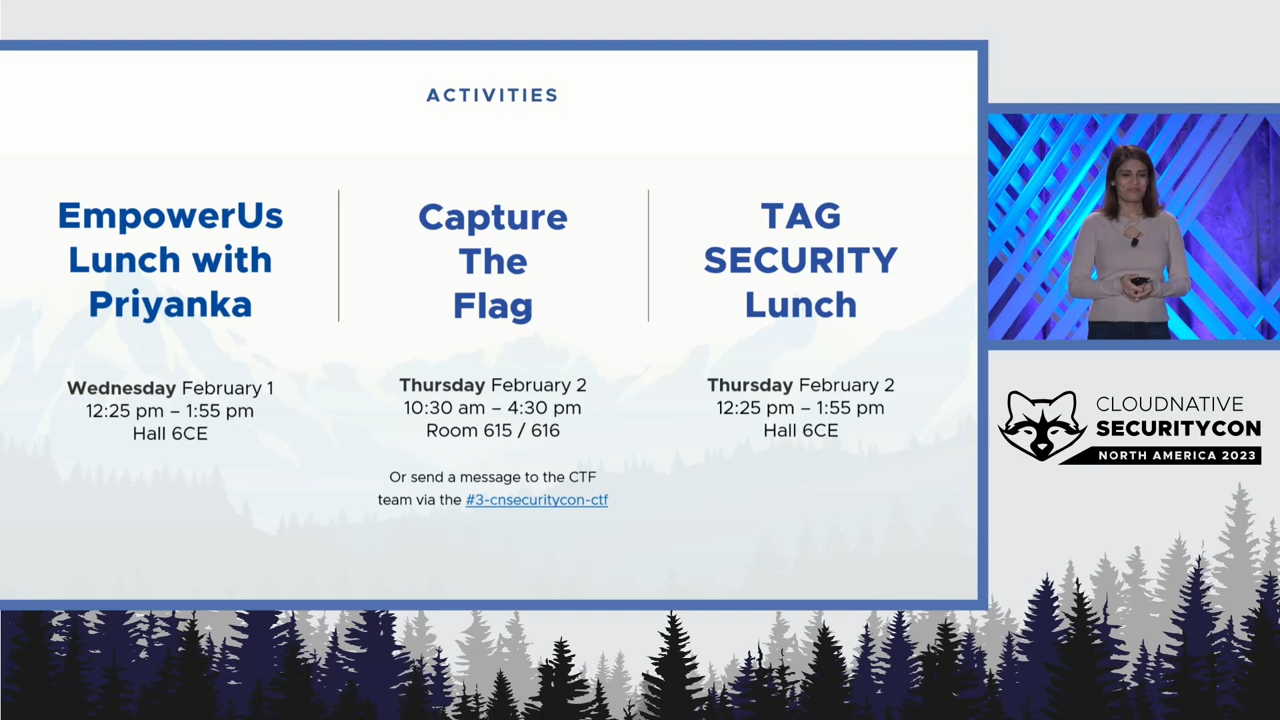 ACTIVITIES
EmpowerUs
Lunch with
Priyanka
Wednesday February 1
12:25 pm – 1:55 pm
Hall 6CE
Capture
The
Flag
Thursday February 2
10:30 am – 4:30 pm
Room 615 / 616
Or send a message to the CTF
team via the #3-cnsecuritycon-ctf
TAG
SECURITY
Lunch
Thursday February 2
12:25 pm – 1:55 pm
Hall 6CE
CLOUDNATIVE
SECURITYCON
NORTH AMERICA 2023